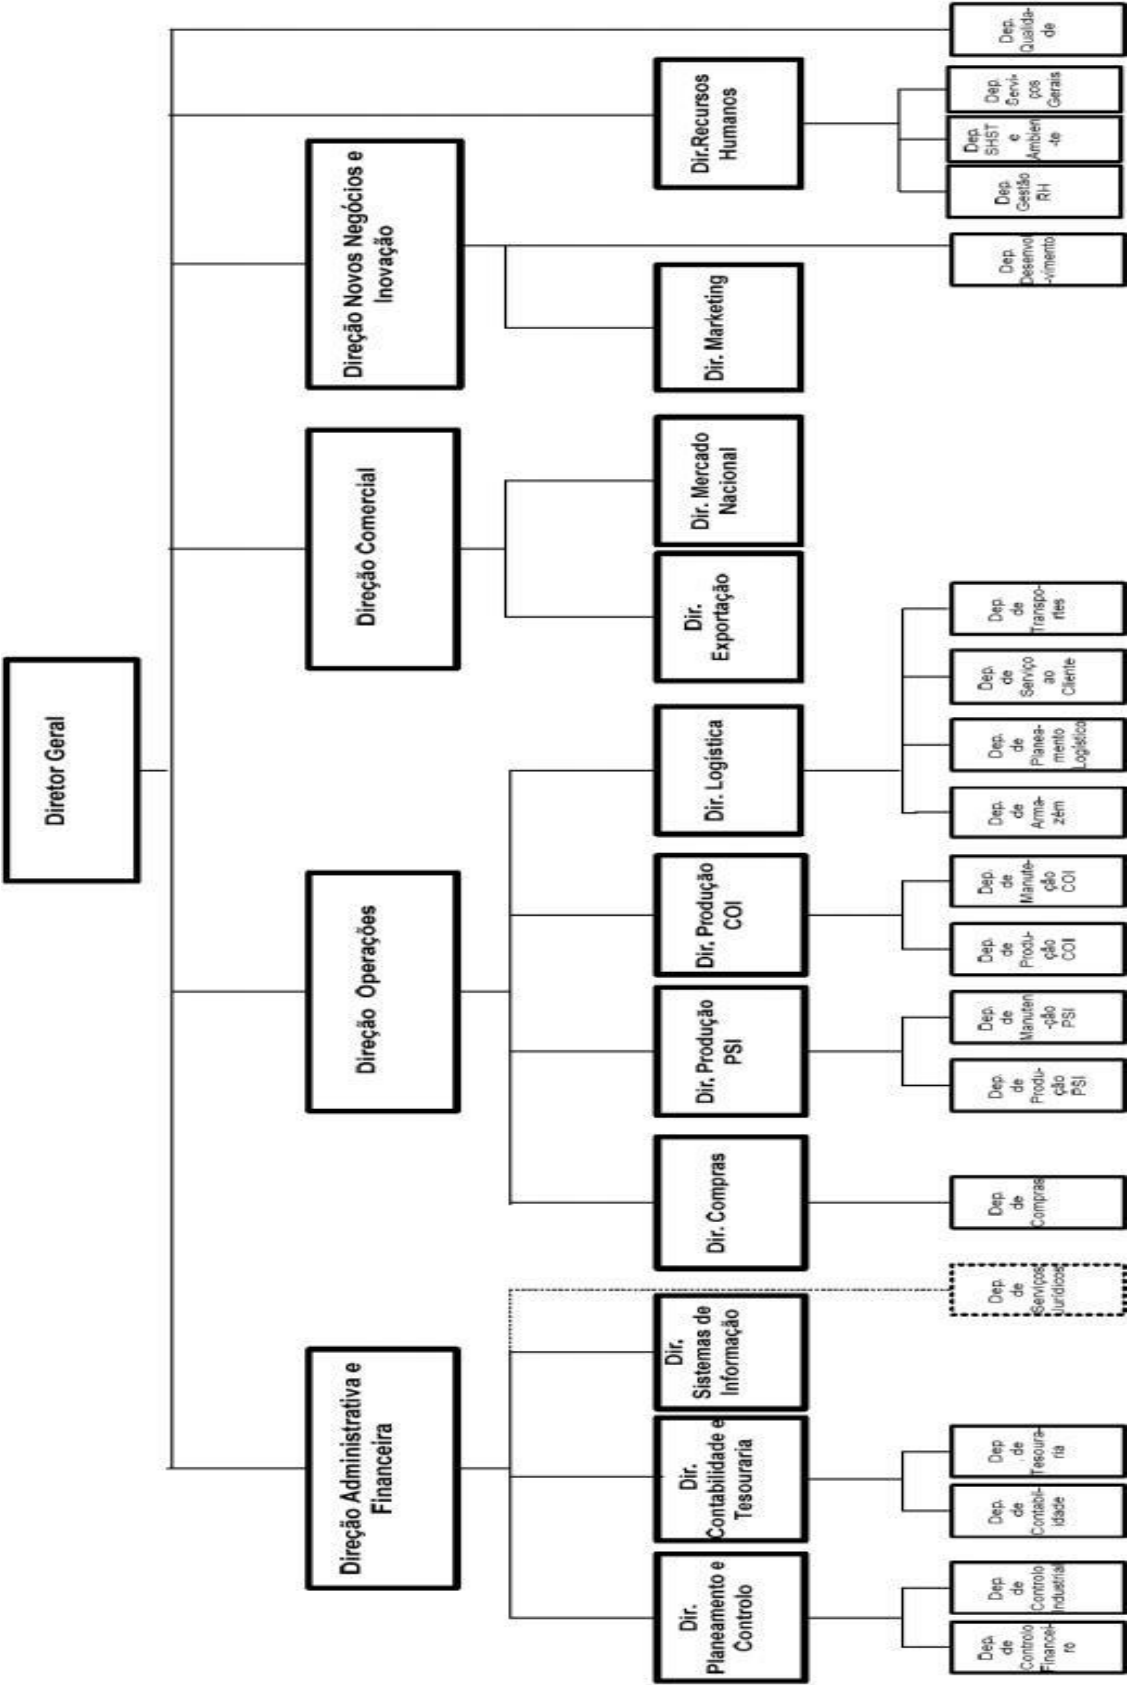 Diretor Geral
Direção Administrativa e
Financeira
Direção Operações
Direção Comercial
Direção Novos Negócios e
Inovação
Dir.
Planeamento e
Controlo
Dir.
Contabilidade e
Tesouraria
Dir.
Sistemas de
Informação
Dir. Compras
Dir. Produção
PSI
Dir. Produção
COI
Dir. Logística
Dir.
Exportação
Dir. Mercado
Nacional
Dir. Marketing
Dir.Recursos
Humanos
Dep.
de
Controlo
Financei-
ro
Dep.
de
Controlo
Industrial
Dep.
de
Contabil-
idade
Dep
. de
Tesoura-
ria
Dep.
de
Serviços
Jurídicos
Dep.
de
Compras
Dep.
de
Produ-
ção
PSI
Dep.
de
Manuten
-ção
PSI
Dep.
de
Produ-
ção
COI
Dep.
de
Manute-
ção
COI
Dep.
de
Arma-
zém
Dep.
de
Planea-
mento
Logístico
Dep.
de
Serviço
ao
Cliente
Dep.
de
Transpo-
rtes
Dep.
Desenvol
-vimento
Dep.
Gestão
RH
Dep.
SHST
e
Ambien
-te
Dep.
Servi-
ços
Gerais
Dep.
Qualida-
de